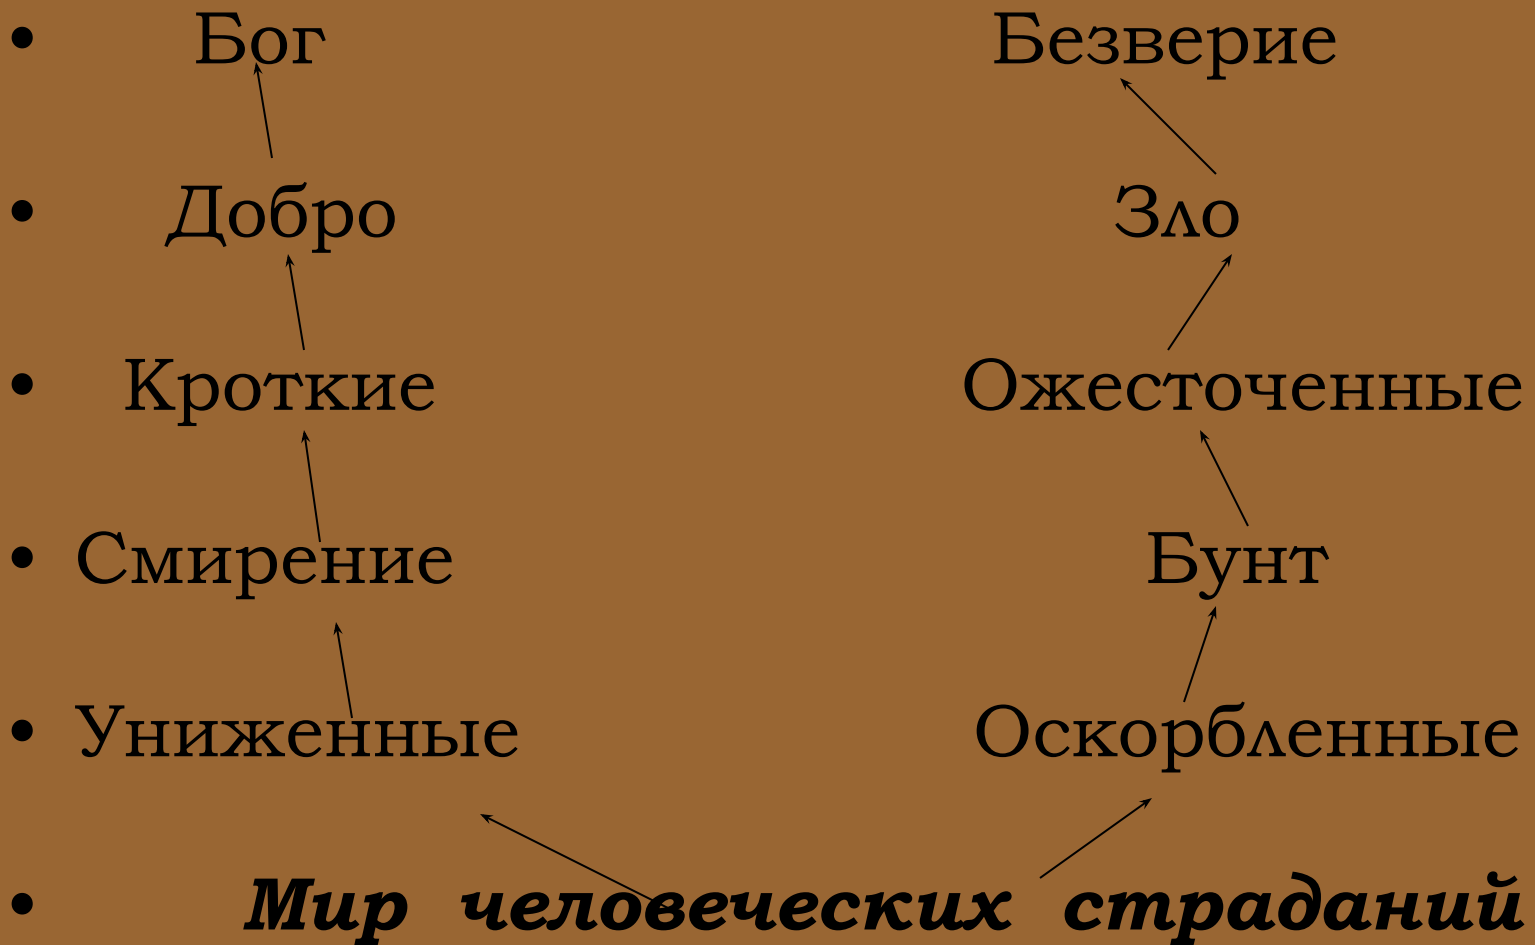 • Бог Безверие
• Добро Зло
• Кроткие Ожесточенные
• Смирение Бунт
• Униженные Оскорбленные
• Мир человеческих страданий